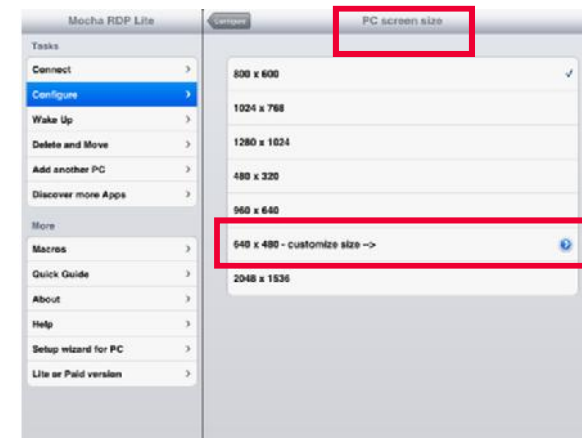 Mocha RDP Lite
Tasks
Connect
Configure
Wake Up
Delete and Move
Add another PC
Discover more Apps
More
Macros
Quick Guide
About
Help
Setup wizard for PC
Lite or Paid version
Configure
PC screen size
800 x 600
1024 x 768
1280 x 1024
480 x 320
960 x 640
640 x 480 - customize size -->
2048 x 1536